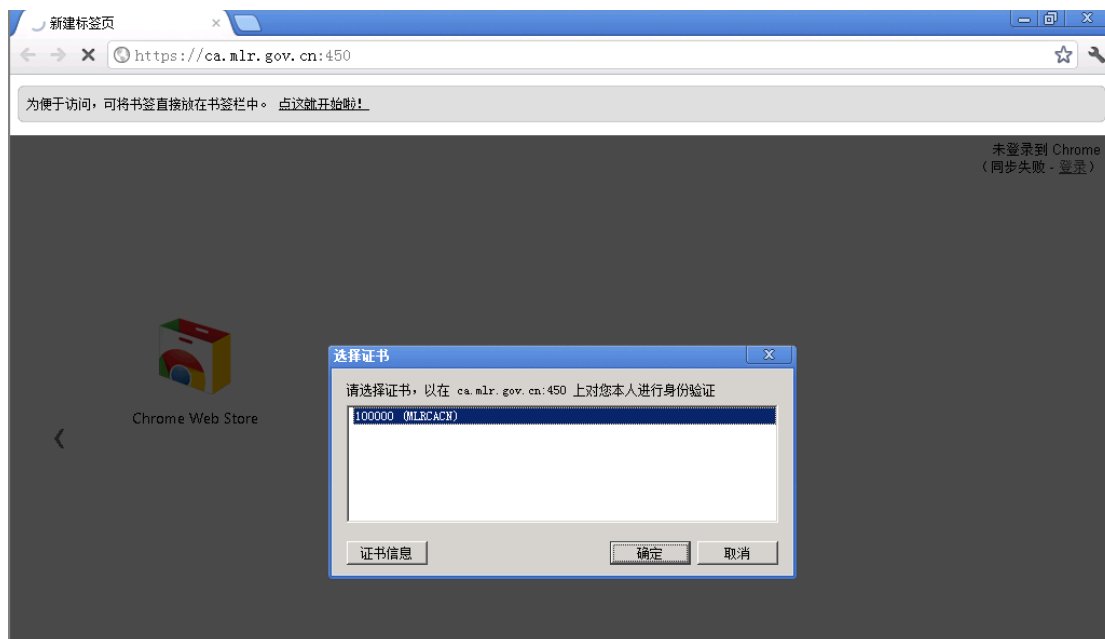 新建标签页
https://ca.mlr.gov.cn:450
为便于访问，可将书签直接放在书签栏中。 点这就开始啦！
未登录到 Chrome
（同步失败 - 登录）
Chrome Web Store
选择证书
请选择证书，以在 ca.mlr.gov.cn:450 上对您本人进行身份验证
100000 (MLRCACN)
证书信息 确定 取消